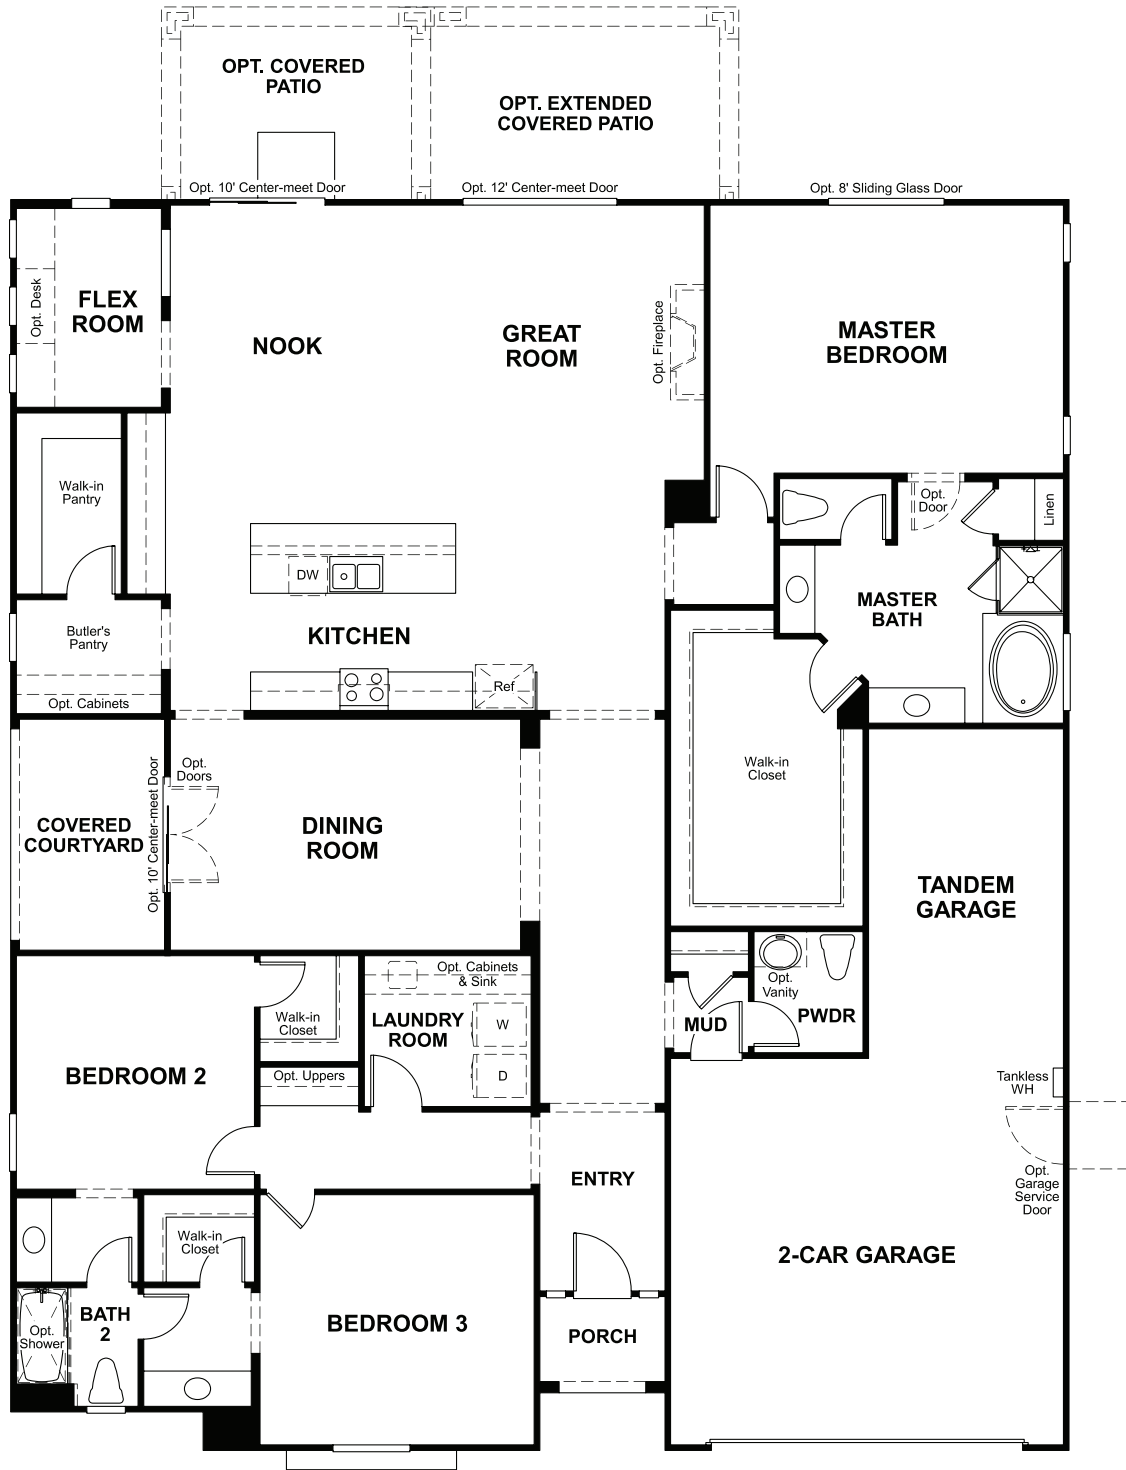 OPT. COVERED
PATIO
OPT. EXTENDED
COVERED PATIO
Opt. 10' Center-meet Door
Opt. 12' Center-meet Door
Opt. 8' Sliding Glass Door
Opt. Desk
FLEX
ROOM
NOOK
GREAT
ROOM
Opt. Fireplace
MASTER
BEDROOM
Walk-in
Pantry
Opt.
Door
Linen
DW
MASTER
BATH
Butler's
Pantry
KITCHEN
Ref
Opt. Cabinets
Opt.
Doors
Opt. 10' Center-meet Door
COVERED
COURTYARD
DINING
ROOM
Walk-in
Closet
TANDEM
GARAGE
Opt. Cabinets
& Sink
Opt.
Vanity
Walk-in
Closet
LAUNDRY
ROOM
W
MUD
PWDR
BEDROOM 2
Opt. Uppers
D
Tankless
WH
ENTRY
Opt.
Garage
Service
Door
Walk-in
Closet
2-CAR GARAGE
BATH
2
Opt.
Shower
BEDROOM 3
PORCH